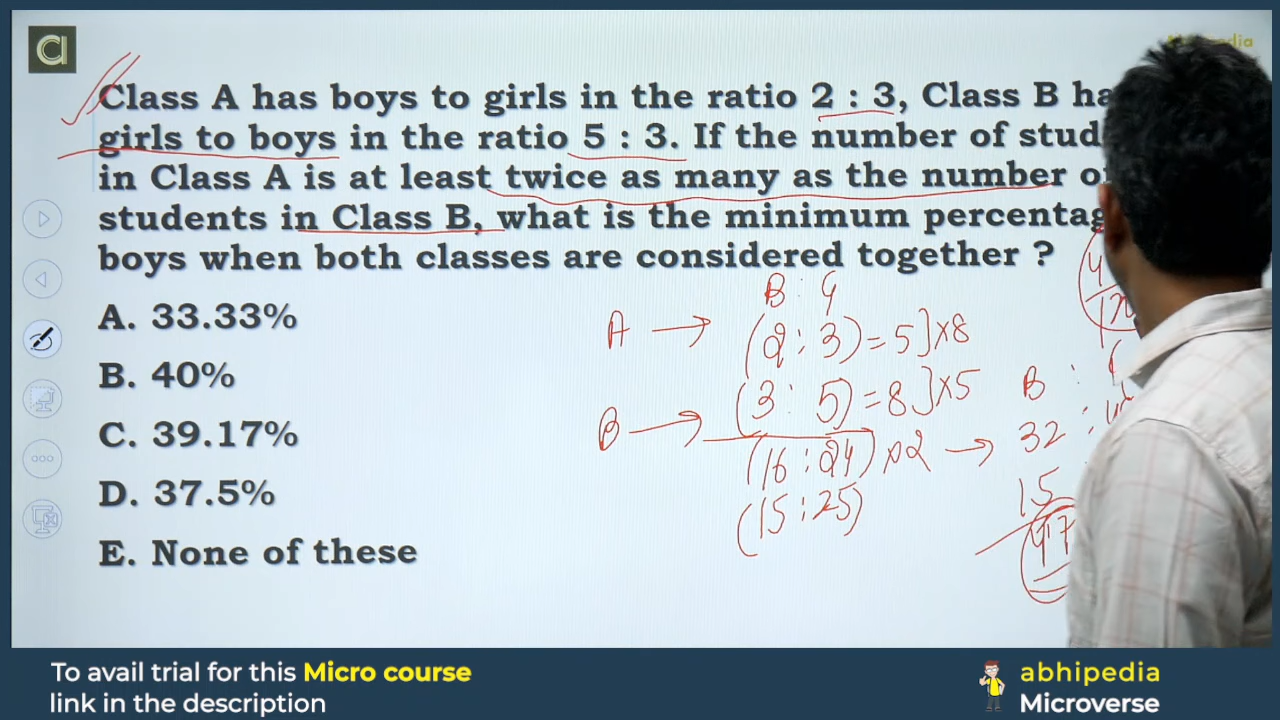 Class A has boys to girls in the ratio 2 : 3, Class B
girls to boys in the ratio 5 : 3. If the number of
in Class A is at least twice as many as the number
students in Class B, what is the minimum
boys when both classes are considered together ?
A. 33.33%
B. 40%
C. 39.17%
D. 37.5%
E. None of these
B : G
A → (2 : 3) = 5] ×8
B → (3 : 5) = 8] ×5
(16 : 24) ×2 →
(15 : 25)
B :
32 :
15
47
To avail trial for this Micro course
link in the description
abhipedia
Microverse